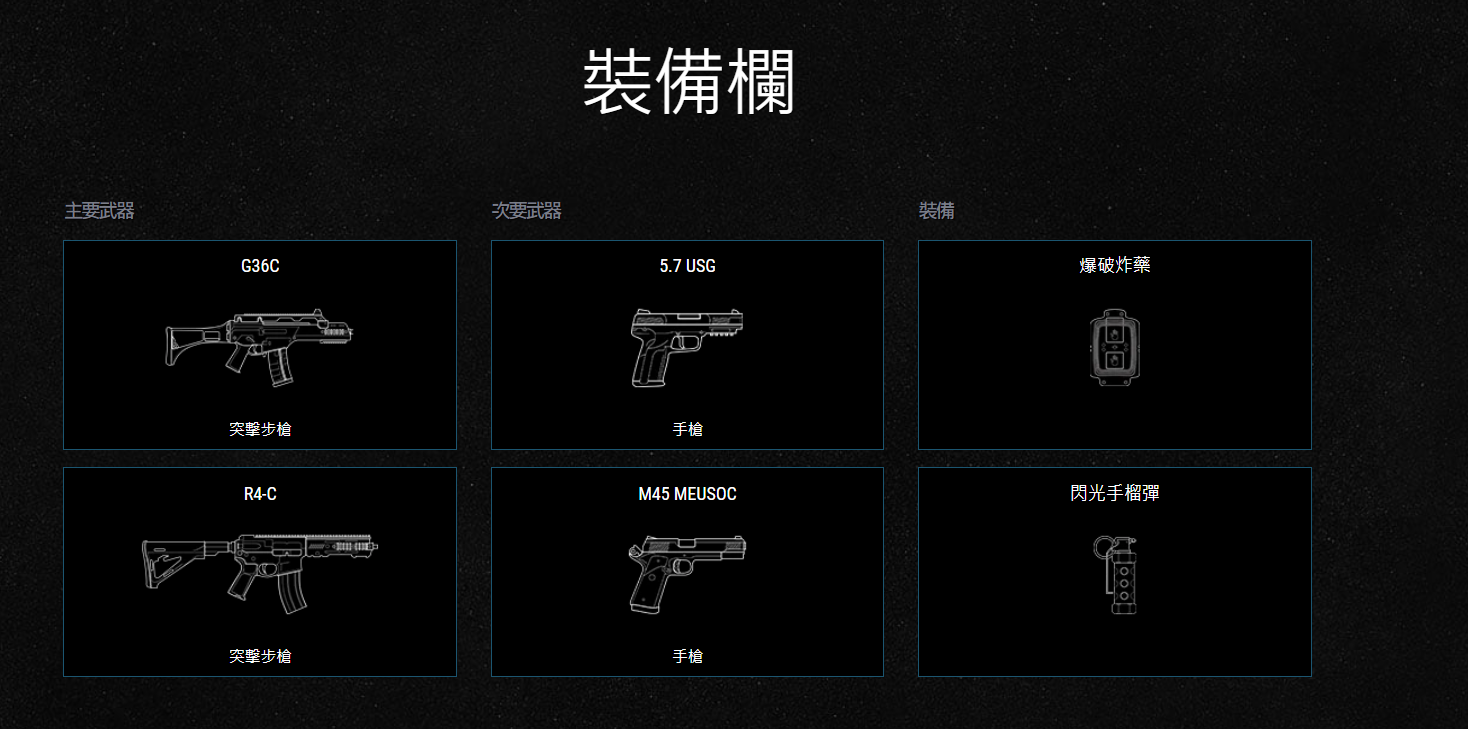 裝備欄
主要武器
G36C
突擊步槍
R4-C
突擊步槍
次要武器
5.7 USG
手槍
M45 MEUSOC
手槍
裝備
爆破炸藥
閃光手榴彈